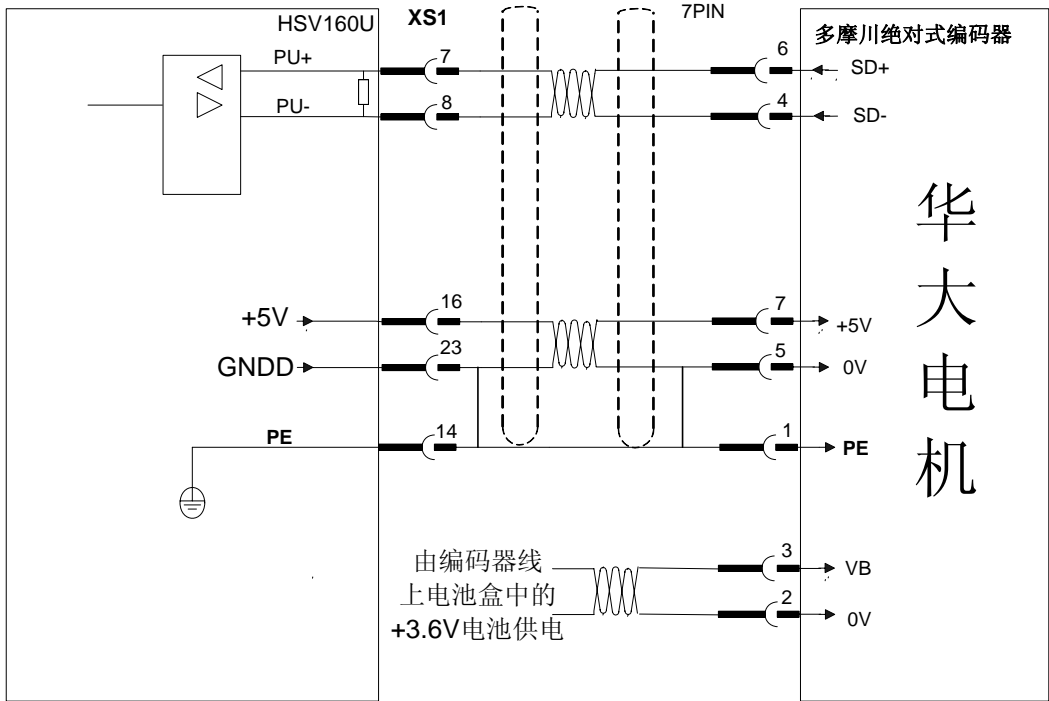 HSV160U
XS1
7PIN
多摩川绝对式编码器
PU+
7
6
SD+
PU-
8
4
SD-
华大电机
+5V
16
7
+5V
GNDD
23
5
0V
PE
14
1
PE
由编码器线
上电池盒中的
+3.6V电池供电
3
VB
2
0V